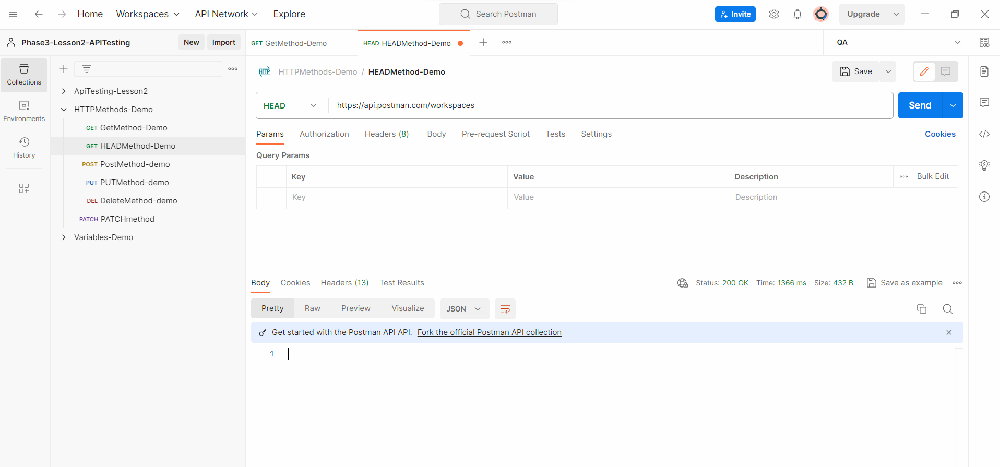 Home Workspaces API Network Explore Search Postman Invite Upgrade
Phase3-Lesson2-APITesting New Import GET GetMethod-Demo HEAD HEADMethod-Demo QA
Collections
Environments
History
ApiTesting-Lesson2
HTTPMethods-Demo
GET GetMethod-Demo
GET HEADMethod-Demo
POST PostMethod-demo
PUT PUTMethod-demo
DEL DeleteMethod-demo
PATCH PATCHmethod
Variables-Demo
HTTP HTTPMethods-Demo / HEADMethod-Demo Save
HEAD https://api.postman.com/workspaces Send
Params Authorization Headers (8) Body Pre-request Script Tests Settings Cookies
Query Params
Key Value Description Bulk Edit
Key Value Description
Body Cookies Headers (13) Test Results Status: 200 OK Time: 1366 ms Size: 432 B Save as example
Pretty Raw Preview Visualize JSON
Get started with the Postman API API. Fork the official Postman API collection
1